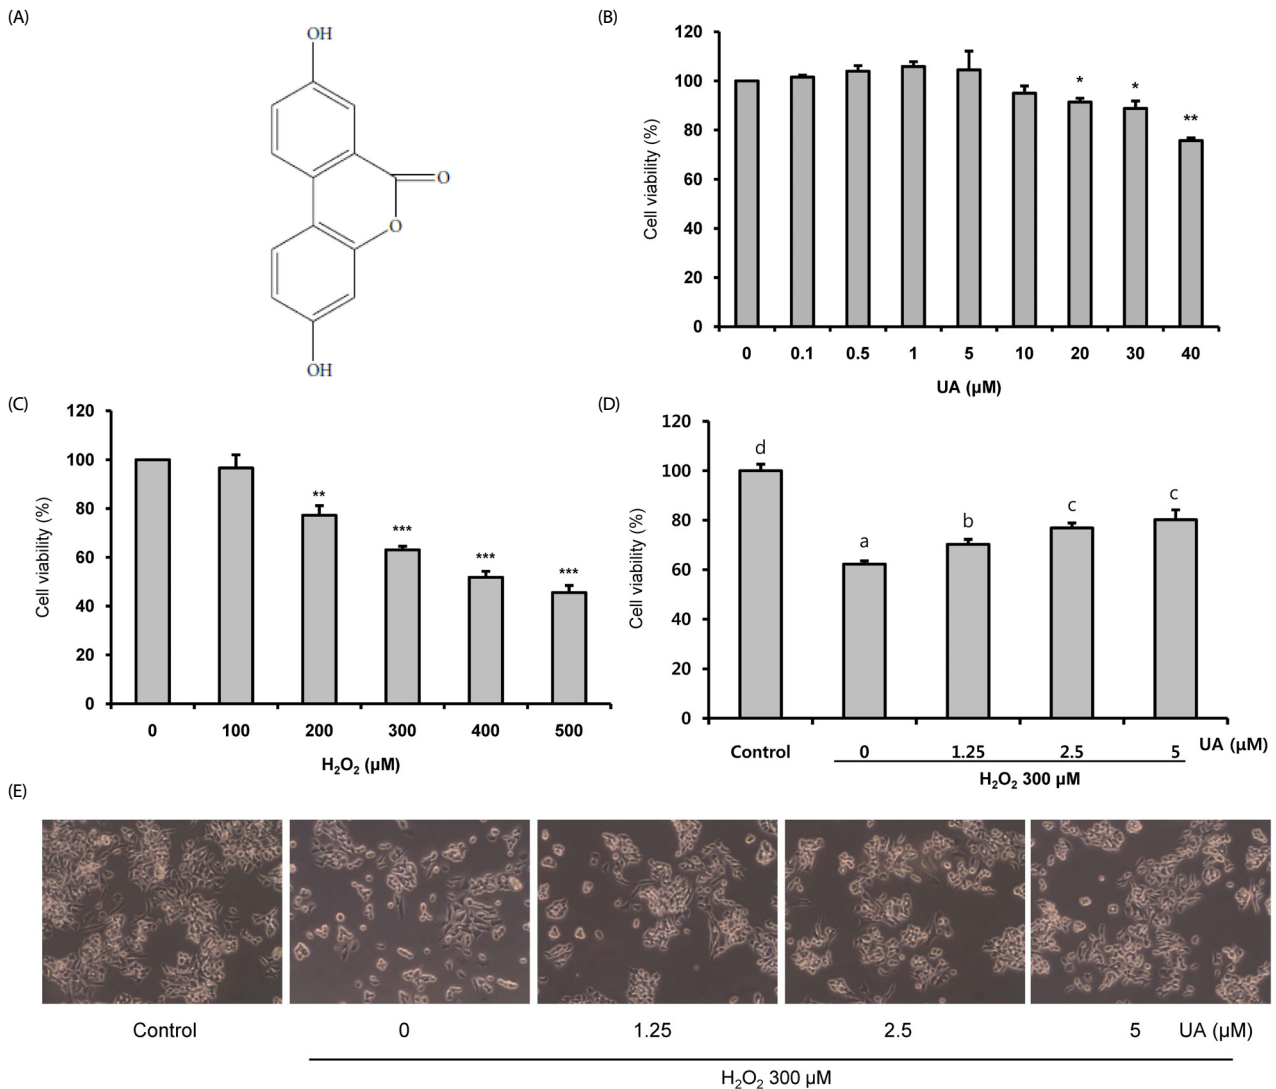 (A)
OH
O
O
OH
(B)
120
100
80
60
40
20
0
Cell viability (%)
*
*
**
0 0.1 0.5 1 5 10 20 30 40
UA (µM)
(C)
120
100
80
60
40
20
0
Cell viability (%)
**
***
***
***
0 100 200 300 400 500
H₂O₂ (µM)
(D)
120
100
80
60
40
20
0
Cell viability (%)
d
a
b
c
c
Control 0 1.25 2.5 5 UA (µM)
H₂O₂ 300 µM
(E)
Control 0 1.25 2.5 5 UA (µM)
H₂O₂ 300 µM